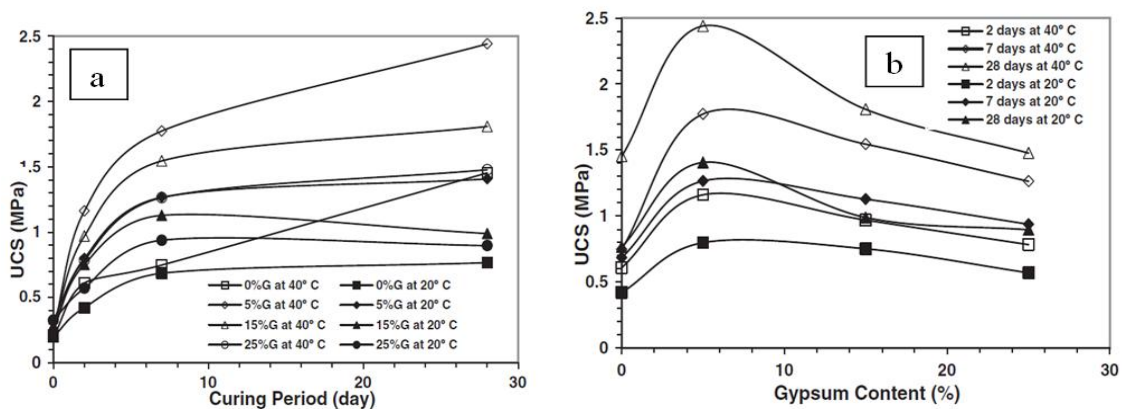 a
UCS (MPa)
2.5
2
1.5
1
0.5
0
0 10 20 30
Curing Period (day)
0%G at 40° C 0%G at 20° C
5%G at 40° C 5%G at 20° C
15%G at 40° C 15%G at 20° C
25%G at 40° C 25%G at 20° C
b
UCS (MPa)
2.5
2
1.5
1
0.5
0
0 10 20 30
Gypsum Content (%)
2 days at 40° C
7 days at 40° C
28 days at 40° C
2 days at 20° C
7 days at 20° C
28 days at 20° C